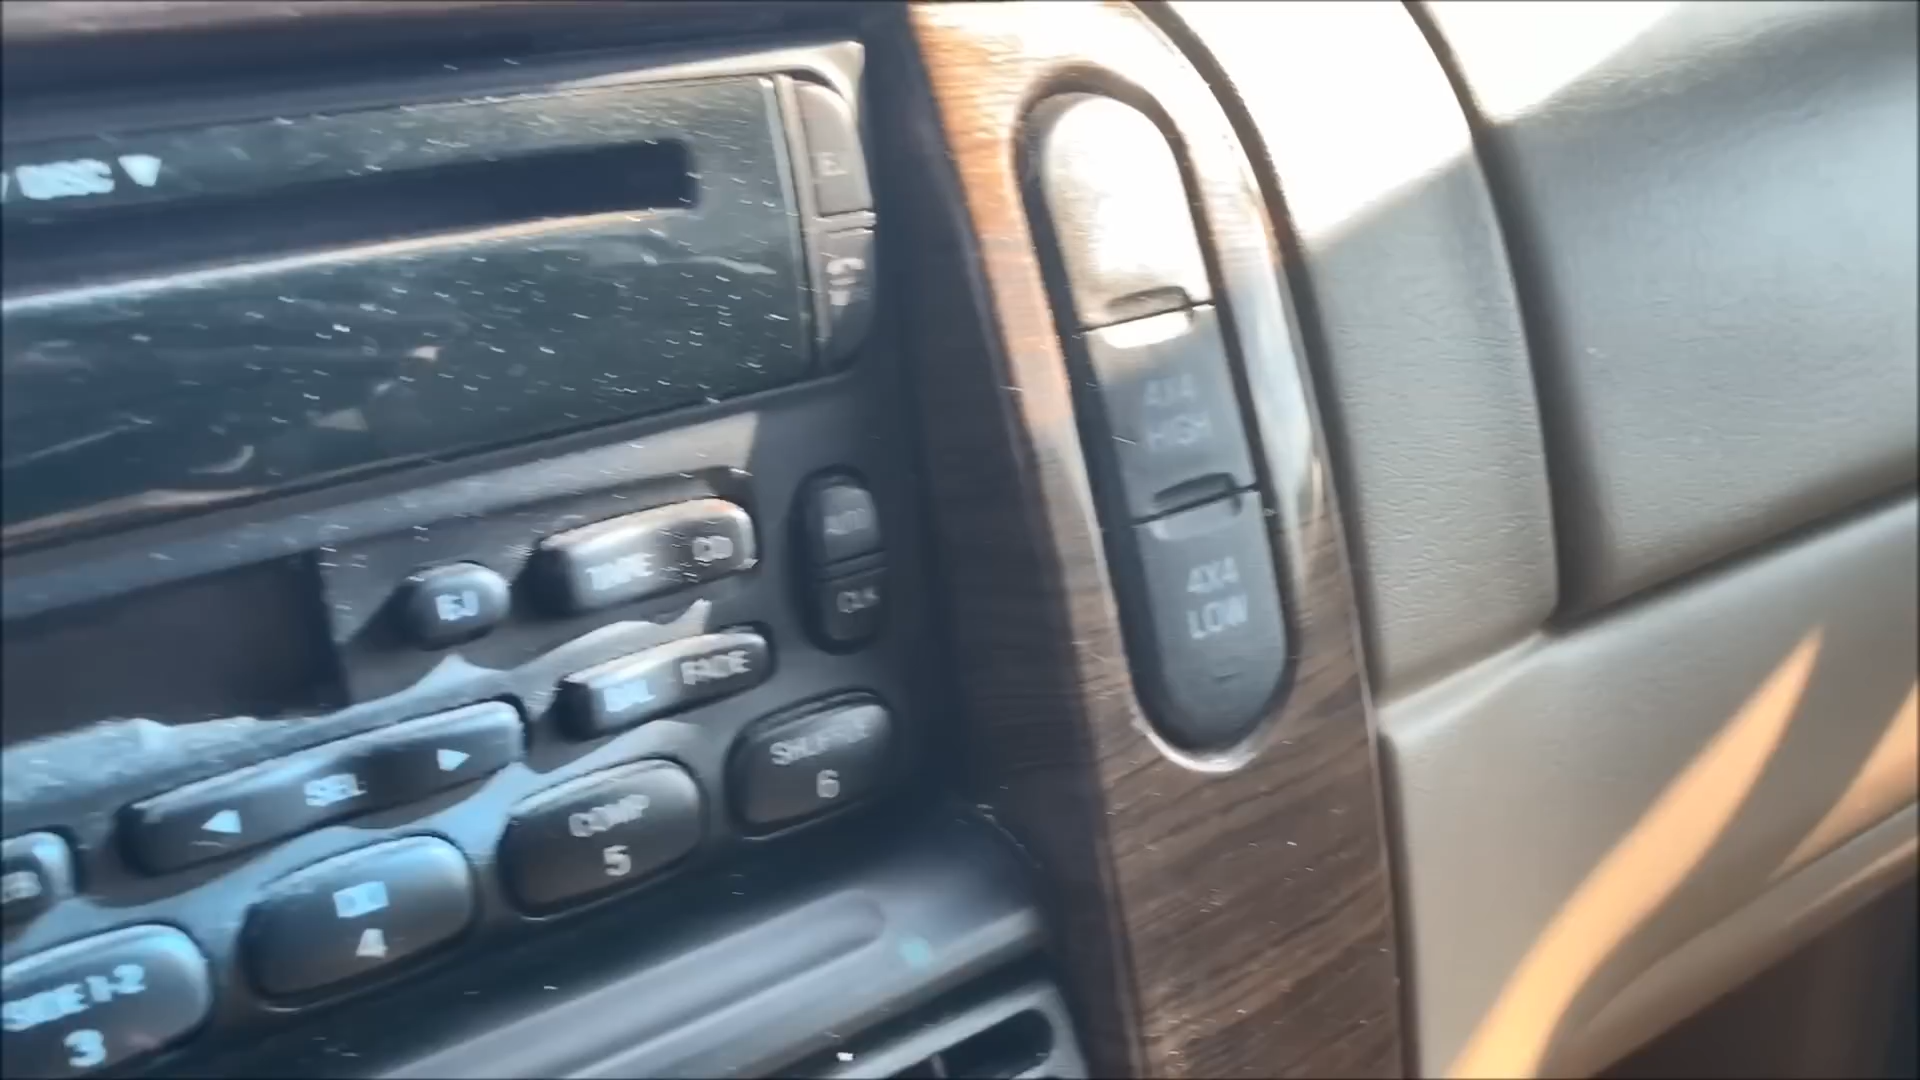 DISC
4X4
HIGH
4X4
LOW
EJ
TAPE CD
AUD
CLK
BAL FADE
SEL
SHUFFLE
6
COMP
5
4
SIDE 1-2
3